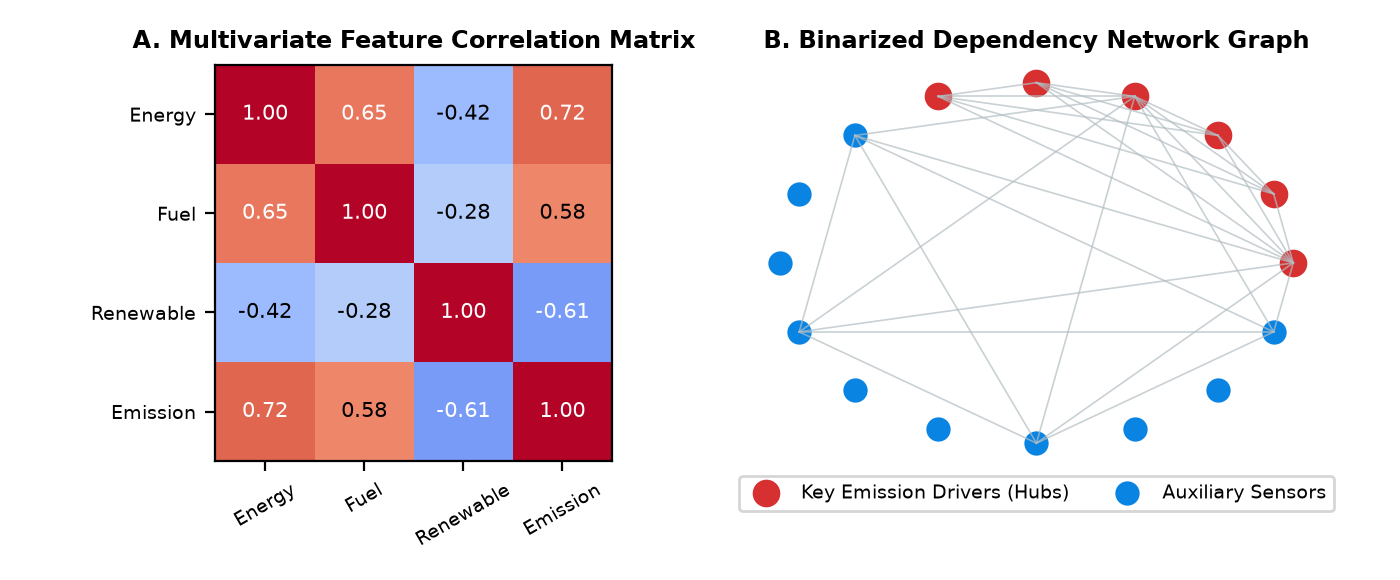 A. Multivariate Feature Correlation Matrix
Energy 1.00 0.65 -0.42 0.72
Fuel 0.65 1.00 -0.28 0.58
Renewable -0.42 -0.28 1.00 -0.61
Emission 0.72 0.58 -0.61 1.00
Energy Fuel Renewable Emission
B. Binarized Dependency Network Graph
Key Emission Drivers (Hubs) Auxiliary Sensors